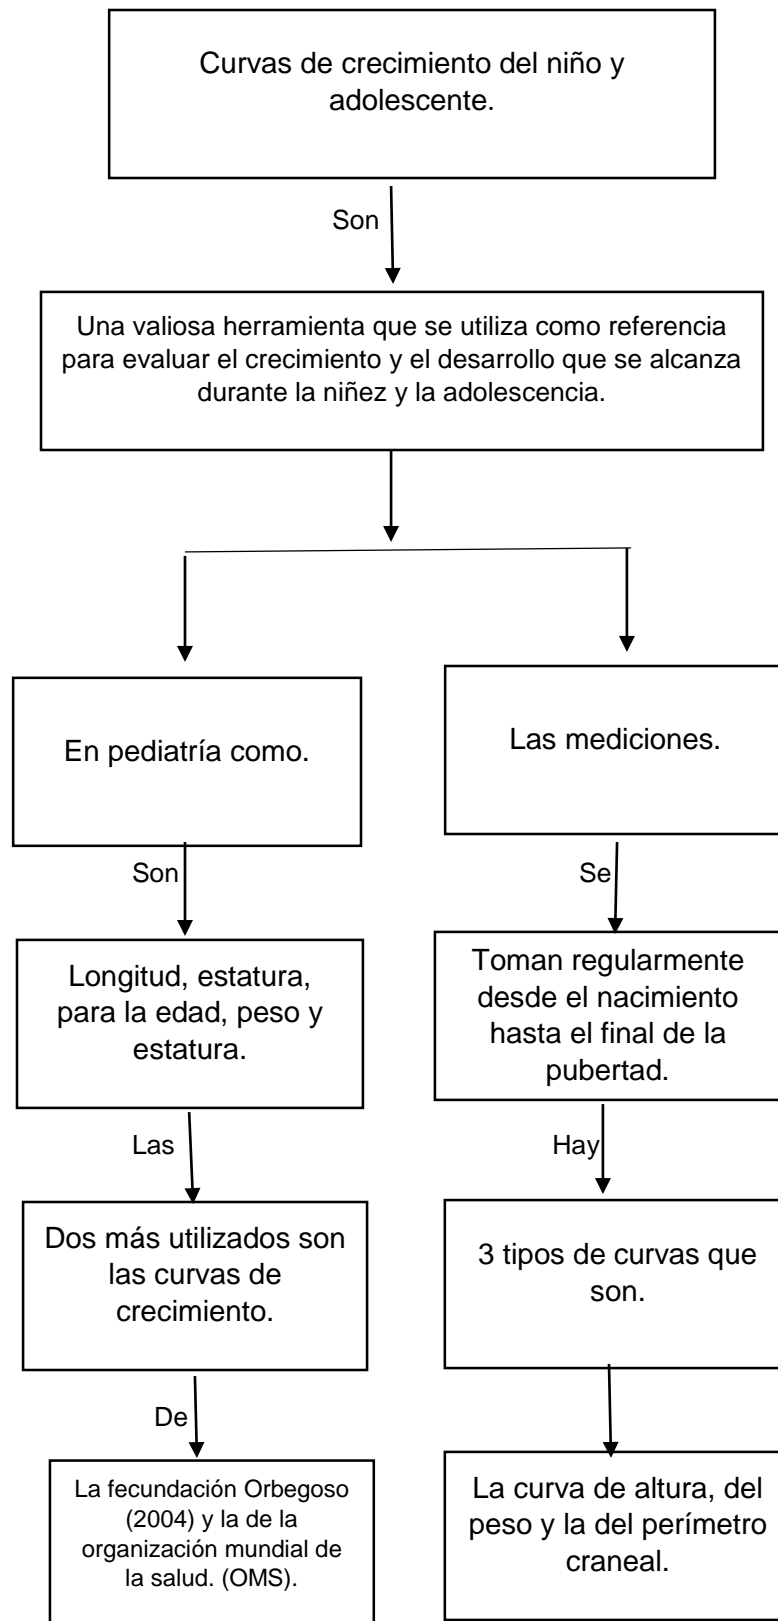 Curvas de crecimiento del niño y
adolescente.
Son
Una valiosa herramienta que se utiliza como referencia
para evaluar el crecimiento y el desarrollo que se alcanza
durante la niñez y la adolescencia.
En pediatría como.
Las mediciones.
Son
Se
Longitud, estatura,
para la edad, peso y
estatura.
Toman regularmente
desde el nacimiento
hasta el final de la
pubertad.
Las
Hay
Dos más utilizados son
las curvas de
crecimiento.
3 tipos de curvas que
son.
De
La fecundación Orbegoso
(2004) y la de la
organización mundial de
la salud. (OMS).
La curva de altura, del
peso y la del perímetro
craneal.